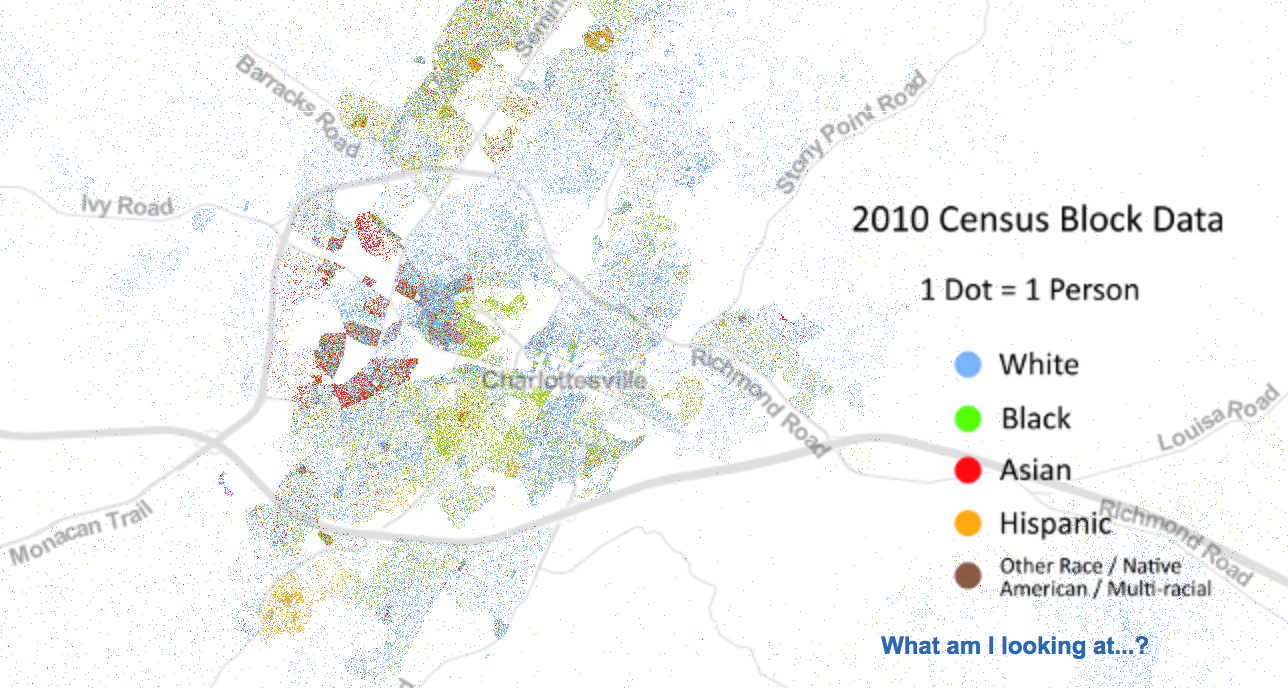 Semin
Barracks Road
Stony Point Road
Ivy Road
2010 Census Block Data
1 Dot = 1 Person
White
Richmond Road
Charlottesville
Black
Louisa Road
Asian
Monacan Trail
Hispanic
Richmond Road
Other Race / Native
American / Multi-racial
What am I looking at...?